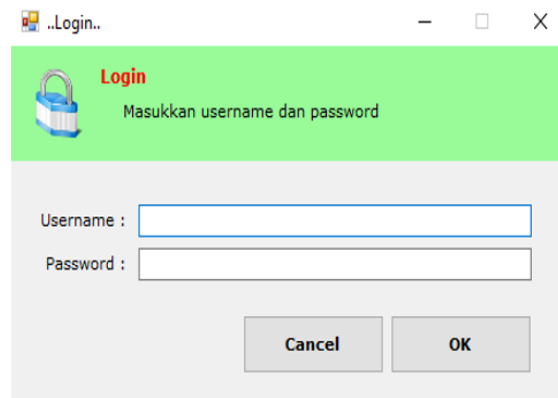 ..Login..
Login
Masukkan username dan password
Username :
Password :
Cancel OK